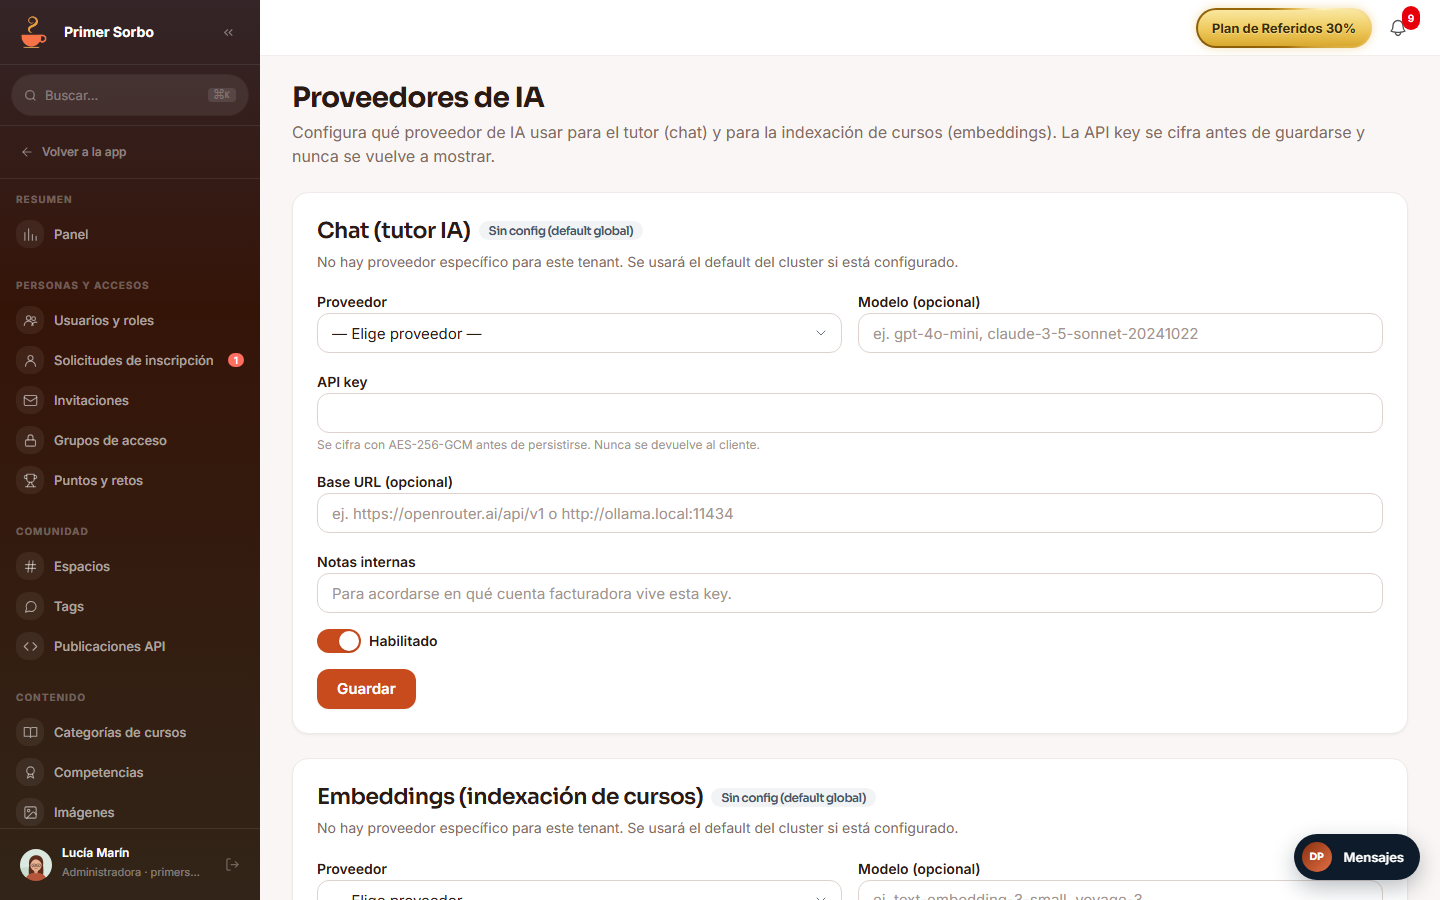 Primer Sorbo
Plan de Referidos 30%
9
Buscar...
⌘K
Volver a la app
RESUMEN
Panel
PERSONAS Y ACCESOS
Usuarios y roles
Solicitudes de inscripción
1
Invitaciones
Grupos de acceso
Puntos y retos
COMUNIDAD
Espacios
Tags
Publicaciones API
CONTENIDO
Categorías de cursos
Competencias
Imágenes
Lucía Marín
Administradora · primers...
Proveedores de IA
Configura qué proveedor de IA usar para el tutor (chat) y para la indexación de cursos (embeddings). La API key se cifra antes de guardarse y
nunca se vuelve a mostrar.
Chat (tutor IA)
Sin config (default global)
No hay proveedor específico para este tenant. Se usará el default del cluster si está configurado.
Proveedor
Modelo (opcional)
— Elige proveedor —
ej. gpt-4o-mini, claude-3-5-sonnet-20241022
API key
Se cifra con AES-256-GCM antes de persistirse. Nunca se devuelve al cliente.
Base URL (opcional)
ej. https://openrouter.ai/api/v1 o http://ollama.local:11434
Notas internas
Para acordarse en qué cuenta facturadora vive esta key.
Habilitado
Guardar
Embeddings (indexación de cursos)
Sin config (default global)
No hay proveedor específico para este tenant. Se usará el default del cluster si está configurado.
Proveedor
Modelo (opcional)
— Elige proveedor —
ej. text-embedding-3-small, voyage-3
DP
Mensajes